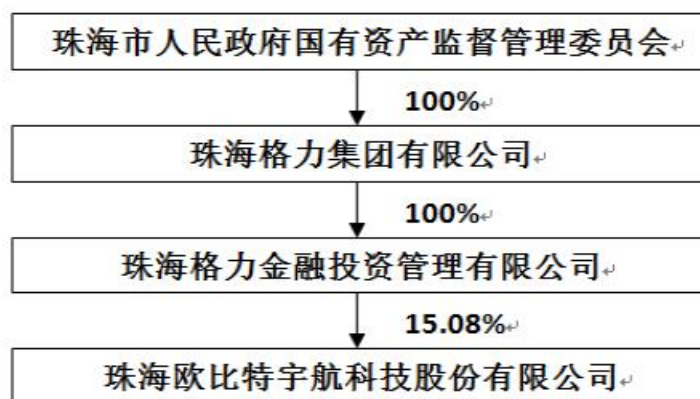 珠海市人民政府国有资产监督管理委员会
100%
珠海格力集团有限公司
100%
珠海格力金融投资管理有限公司
15.08%
珠海欧比特宇航科技股份有限公司